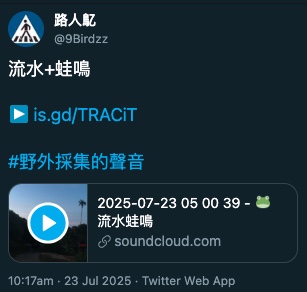 路人鳦
@9Birdzz
流水+蛙鳴
▶️ is.gd/TRACiT
#野外採集的聲音
2025-07-23 05 00 39 - 🐸
流水蛙鳴
soundcloud.com
10:17am · 23 Jul 2025 · Twitter Web App